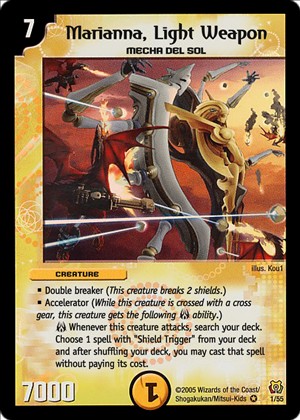 7
Marianna, Light Weapon
MECHA DEL SOL
illus. Kou1
CREATURE
▪ Double breaker (This creature breaks 2 shields.)
▪ Accelerator (While this creature is crossed with a cross
gear, this creature gets the following ability.)
Whenever this creature attacks, search your deck.
Choose 1 spell with "Shield Trigger" from your deck
and after shuffling your deck, you may cast that spell
without paying its cost.
7000
1
©2005 Wizards of the Coast/
Shogakukan/Mitsui-Kids
1/55